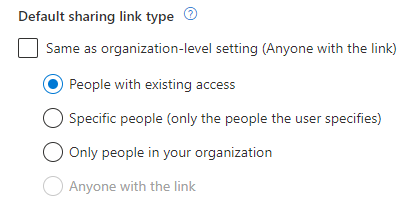 Default sharing link type ?
Same as organization-level setting (Anyone with the link)
People with existing access
Specific people (only the people the user specifies)
Only people in your organization
Anyone with the link